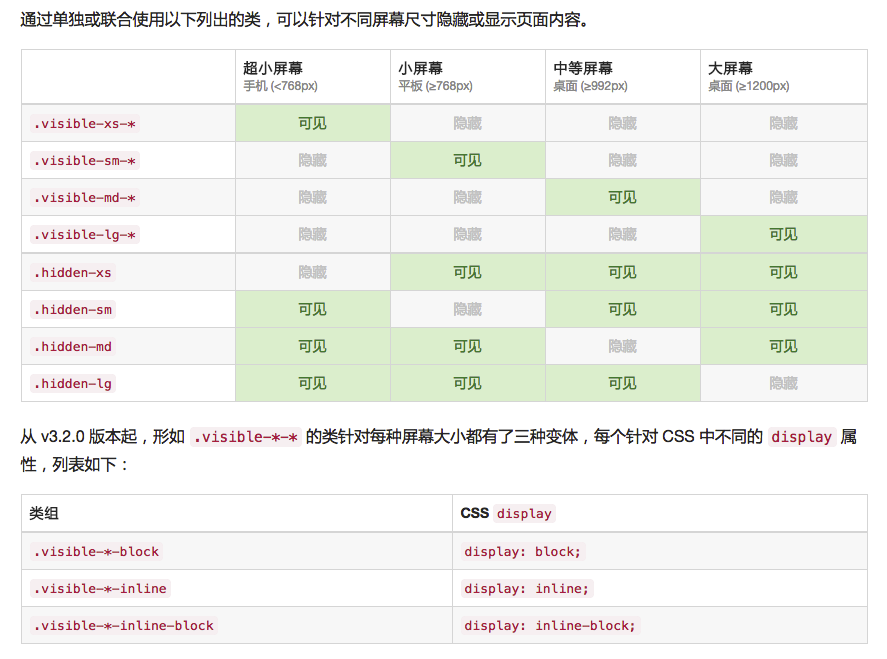 通过单独或联合使用以下列出的类，可以针对不同屏幕尺寸隐藏或显示页面内容。
超小屏幕 小屏幕 中等屏幕 大屏幕
手机 (<768px) 平板 (≥768px) 桌面 (≥992px) 桌面 (≥1200px)
.visible-xs-* 可见 隐藏 隐藏 隐藏
.visible-sm-* 隐藏 可见 隐藏 隐藏
.visible-md-* 隐藏 隐藏 可见 隐藏
.visible-lg-* 隐藏 隐藏 隐藏 可见
.hidden-xs 隐藏 可见 可见 可见
.hidden-sm 可见 隐藏 可见 可见
.hidden-md 可见 可见 隐藏 可见
.hidden-lg 可见 可见 可见 隐藏
从 v3.2.0 版本起，形如 .visible-*-* 的类针对每种屏幕大小都有了三种变体，每个针对 CSS 中不同的 display 属
性，列表如下：
类组 CSS display
.visible-*-block display: block;
.visible-*-inline display: inline;
.visible-*-inline-block display: inline-block;